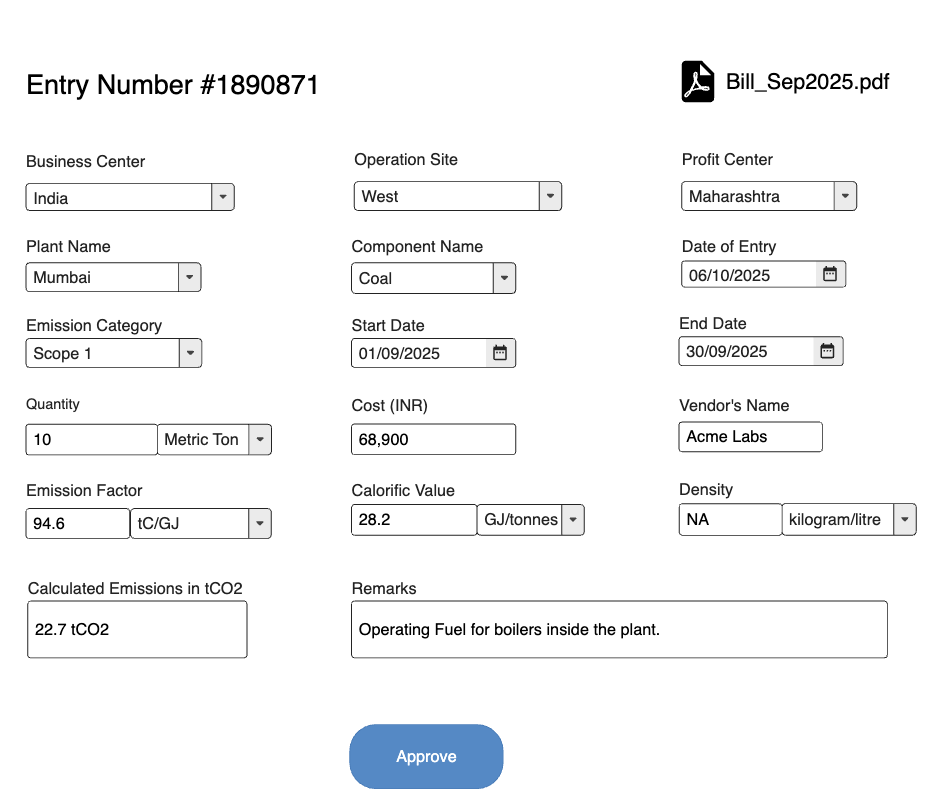 Entry Number #1890871
Bill_Sep2025.pdf
Business Center
Operation Site
Profit Center
India
West
Maharashtra
Plant Name
Component Name
Date of Entry
Mumbai
Coal
06/10/2025
Emission Category
Start Date
End Date
Scope 1
01/09/2025
30/09/2025
Quantity
Cost (INR)
Vendor's Name
10
Metric Ton
68,900
Acme Labs
Emission Factor
Calorific Value
Density
94.6
tC/GJ
28.2
GJ/tonnes
NA
kilogram/litre
Calculated Emissions in tCO2
Remarks
22.7 tCO2
Operating Fuel for boilers inside the plant.
Approve